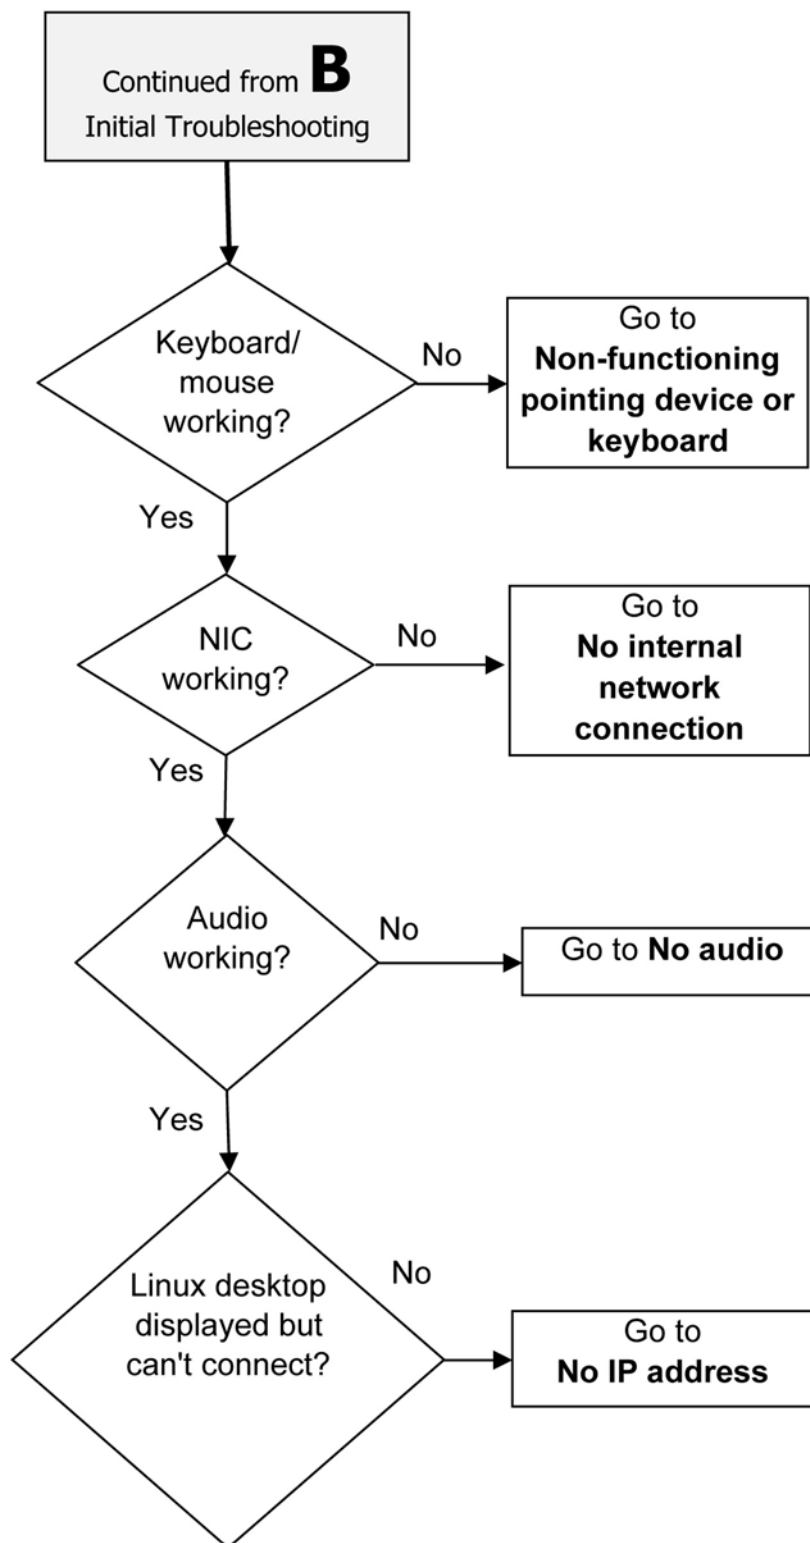 Continued from B
Initial Troubleshooting
Keyboard/
mouse
working?
No
Go to
Non-functioning
pointing device or
keyboard
Yes
NIC
working?
No
Go to
No internal
network
connection
Yes
Audio
working?
No
Go to No audio
Yes
Linux desktop
displayed but
can't connect?
No
Go to
No IP address